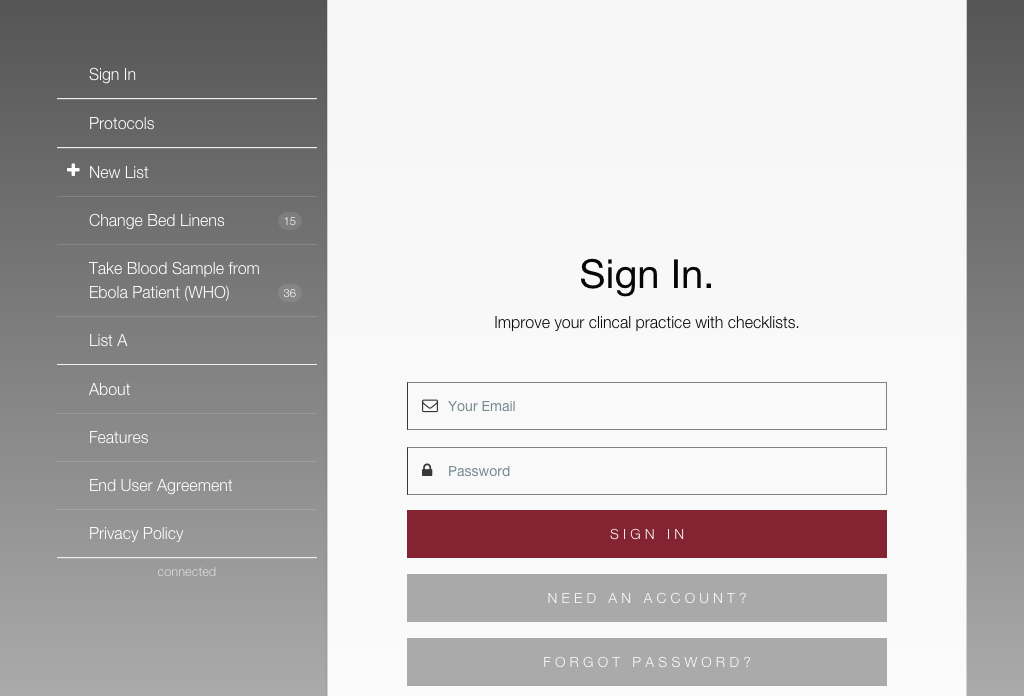 Sign In
Protocols
New List
Change Bed Linens 15
Take Blood Sample from
Ebola Patient (WHO) 36
List A
About
Features
End User Agreement
Privacy Policy
connected
Sign In.
Improve your clincal practice with checklists.
Your Email
Password
SIGN IN
NEED AN ACCOUNT?
FORGOT PASSWORD?